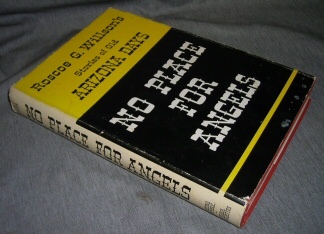 Roscoe G. Willson's
Stories of Old
ARIZONA DAYS
NO PLACE
FOR
ANGELS
NO PLACE FOR ANGELS